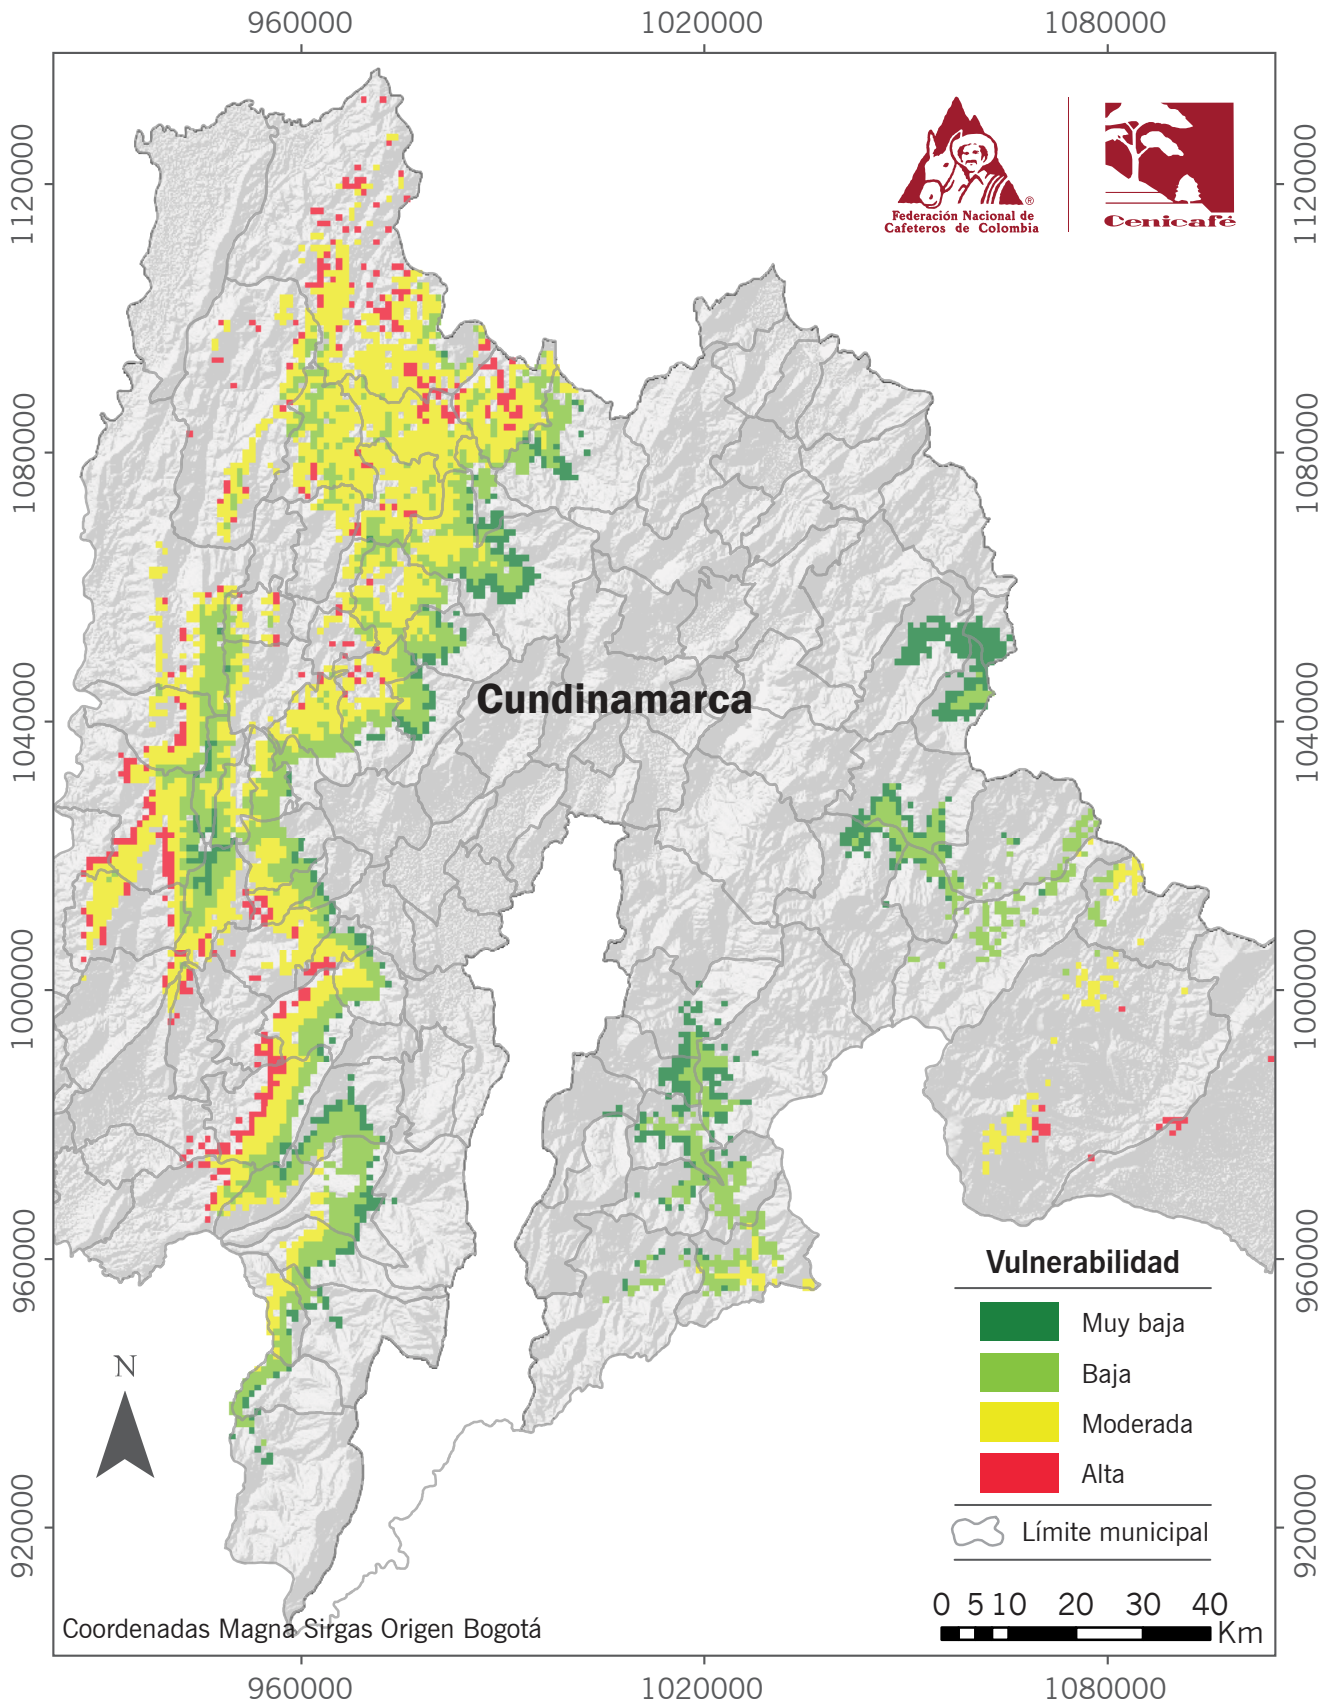 960000
1020000
1080000
1120000
1120000
Federación Nacional de
Cafeteros de Colombia
®
Cenicafé
1080000
1080000
Cundinamarca
1040000
1040000
1000000
1000000
960000
960000
Vulnerabilidad
Muy baja
Baja
Moderada
Alta
Límite municipal
N
920000
920000
0 5 10 20 30 40
Km
Coordenadas Magna Sirgas Origen Bogotá
960000
1020000
1080000